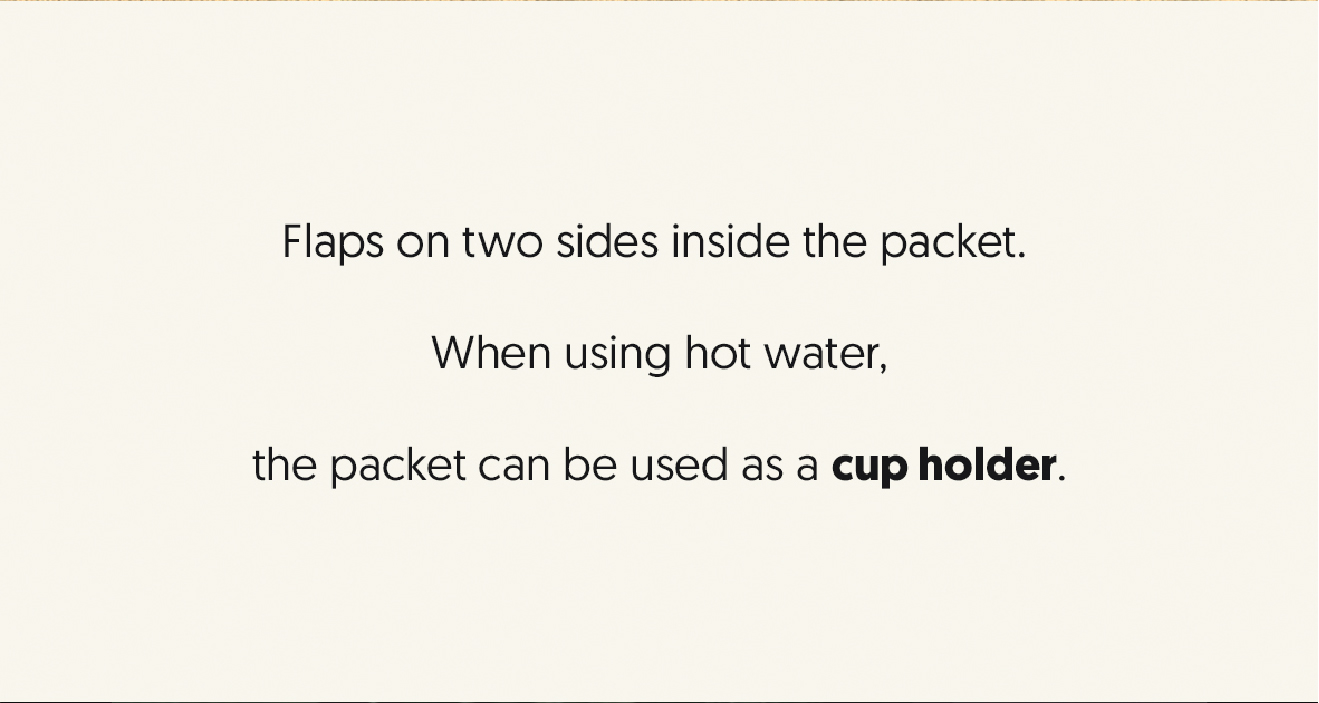 Flaps on two sides inside the packet.
When using hot water,
the packet can be used as a cup holder.